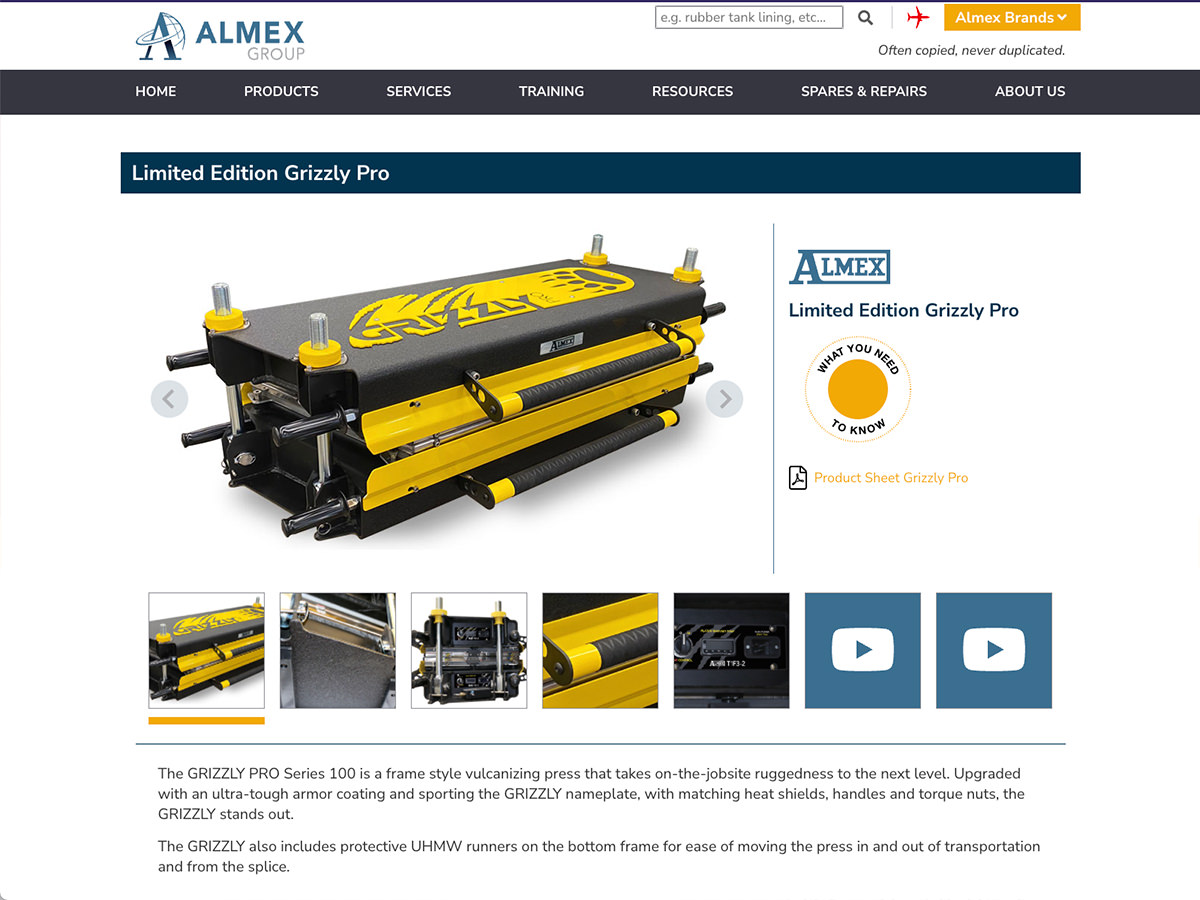 ALMEX
GROUP
e.g. rubber tank lining, etc...
Almex Brands
Often copied, never duplicated.
HOME PRODUCTS SERVICES TRAINING RESOURCES SPARES & REPAIRS ABOUT US
Limited Edition Grizzly Pro
GRIZZLY
PRO
ALMEX
ALMEX
Limited Edition Grizzly Pro
WHAT YOU NEED
TO KNOW
Product Sheet Grizzly Pro
The GRIZZLY PRO Series 100 is a frame style vulcanizing press that takes on-the-jobsite ruggedness to the next level. Upgraded
with an ultra-tough armor coating and sporting the GRIZZLY nameplate, with matching heat shields, handles and torque nuts, the
GRIZZLY stands out.
The GRIZZLY also includes protective UHMW runners on the bottom frame for ease of moving the press in and out of transportation
and from the splice.